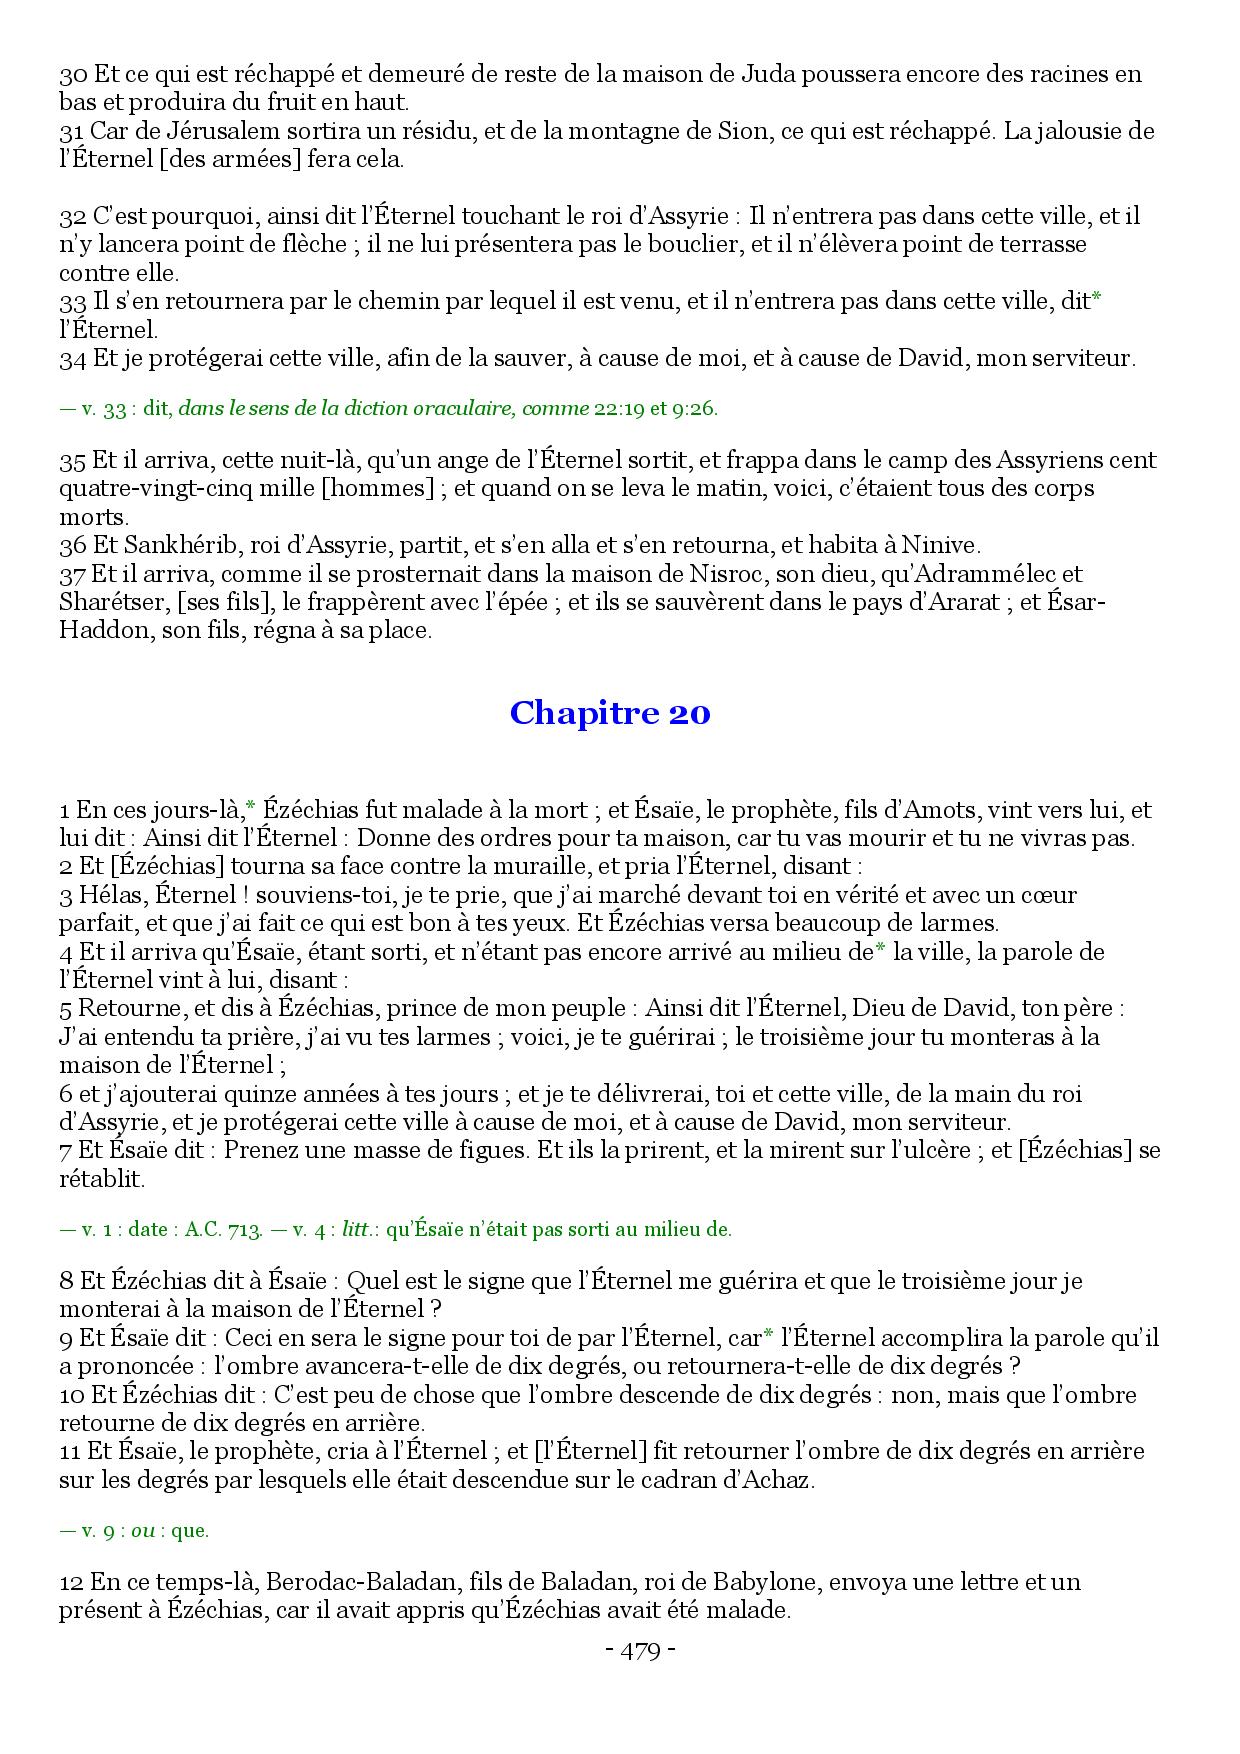 30 Et ce qui est réchappé et demeuré de reste de la maison de Juda poussera encore des racines en
bas et produira du fruit en haut.
31 Car de Jérusalem sortira un résidu, et de la montagne de Sion, ce qui est réchappé. La jalousie de
l’Éternel [des armées] fera cela.
32 C’est pourquoi, ainsi dit l’Éternel touchant le roi d’Assyrie : Il n’entrera pas dans cette ville, et il
n’y lancera point de flèche ; il ne lui présentera pas le bouclier, et il n’élèvera point de terrasse
contre elle.
33 Il s’en retournera par le chemin par lequel il est venu, et il n’entrera pas dans cette ville, dit*
l’Éternel.
34 Et je protégerai cette ville, afin de la sauver, à cause de moi, et à cause de David, mon serviteur.
— v. 33 : dit, dans le sens de la diction oraculaire, comme 22:19 et 9:26.
35 Et il arriva, cette nuit-là, qu’un ange de l’Éternel sortit, et frappa dans le camp des Assyriens cent
quatre-vingt-cinq mille [hommes] ; et quand on se leva le matin, voici, c’étaient tous des corps
morts.
36 Et Sankhérib, roi d’Assyrie, partit, et s’en alla et s’en retourna, et habita à Ninive.
37 Et il arriva, comme il se prosternait dans la maison de Nisroc, son dieu, qu’Adrammélec et
Sharétser, [ses fils], le frappèrent avec l’épée ; et ils se sauvèrent dans le pays d’Ararat ; et Ésar-
Haddon, son fils, régna à sa place.
Chapitre 20
1 En ces jours-là,* Ézéchias fut malade à la mort ; et Ésaïe, le prophète, fils d’Amots, vint vers lui, et
lui dit : Ainsi dit l’Éternel : Donne des ordres pour ta maison, car tu vas mourir et tu ne vivras pas.
2 Et [Ézéchias] tourna sa face contre la muraille, et pria l’Éternel, disant :
3 Hélas, Éternel ! souviens-toi, je te prie, que j’ai marché devant toi en vérité et avec un cœur
parfait, et que j’ai fait ce qui est bon à tes yeux. Et Ézéchias versa beaucoup de larmes.
4 Et il arriva qu’Ésaïe, étant sorti, et n’étant pas encore arrivé au milieu de* la ville, la parole de
l’Éternel vint à lui, disant :
5 Retourne, et dis à Ézéchias, prince de mon peuple : Ainsi dit l’Éternel, Dieu de David, ton père :
J’ai entendu ta prière, j’ai vu tes larmes ; voici, je te guérirai ; le troisième jour tu monteras à la
maison de l’Éternel ;
6 et j’ajouterai quinze années à tes jours ; et je te délivrerai, toi et cette ville, de la main du roi
d’Assyrie, et je protégerai cette ville à cause de moi, et à cause de David, mon serviteur.
7 Et Ésaïe dit : Prenez une masse de figues. Et ils la prirent, et la mirent sur l’ulcère ; et [Ézéchias] se
rétablit.
— v. 1 : date : A.C. 713. — v. 4 : litt.: qu’Ésaïe n’était pas sorti au milieu de.
8 Et Ézéchias dit à Ésaïe : Quel est le signe que l’Éternel me guérira et que le troisième jour je
monterai à la maison de l’Éternel ?
9 Et Ésaïe dit : Ceci en sera le signe pour toi de par l’Éternel, car* l’Éternel accomplira la parole qu’il
a prononcée : l’ombre avancera-t-elle de dix degrés, ou retournera-t-elle de dix degrés ?
10 Et Ézéchias dit : C’est peu de chose que l’ombre descende de dix degrés : non, mais que l’ombre
retourne de dix degrés en arrière.
11 Et Ésaïe, le prophète, cria à l’Éternel ; et [l’Éternel] fit retourner l’ombre de dix degrés en arrière
sur les degrés par lesquels elle était descendue sur le cadran d’Achaz.
— v. 9 : ou : que.
12 En ce temps-là, Berodac-Baladan, fils de Baladan, roi de Babylone, envoya une lettre et un
présent à Ézéchias, car il avait appris qu’Ézéchias avait été malade.
- 479 -